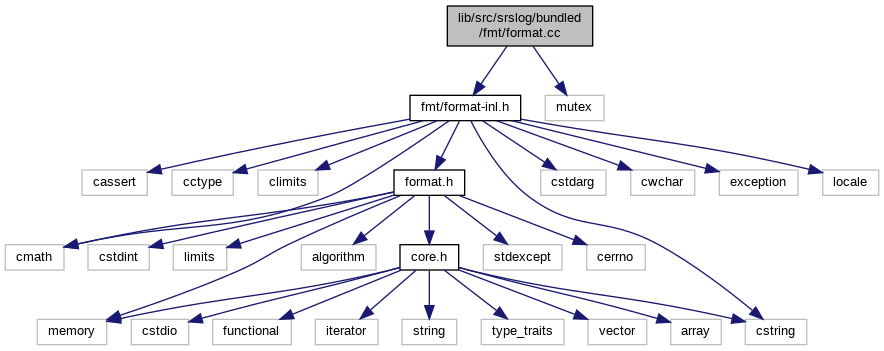 lib/src/srslog/bundled
/fmt/format.cc
fmt/format-inl.h
mutex
cassert
cctype
climits
format.h
cstdarg
cwchar
exception
locale
cmath
cstdint
limits
algorithm
core.h
stdexcept
cerrno
memory
cstdio
functional
iterator
string
type_traits
vector
array
cstring